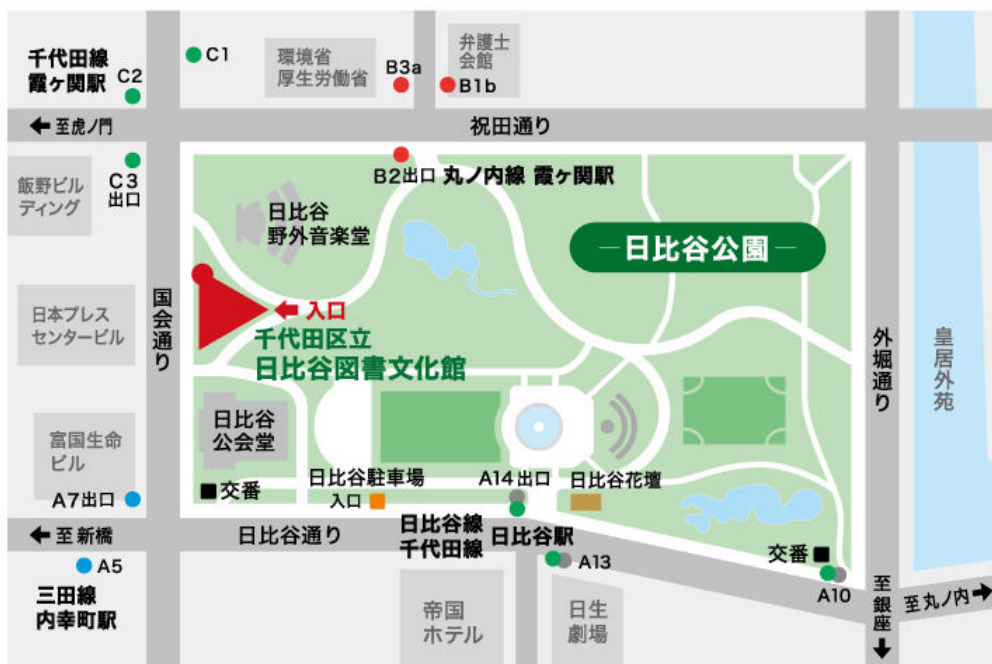 千代田線
霞ヶ関駅
C2
C1
環境省
厚生労働省
B3a
弁護士
会館
B1b
至虎ノ門
祝田通り
飯野ビル
ディング
C3
出口
B2出口 丸ノ内線 霞ヶ関駅
日比谷
野外音楽堂
日比谷公園
日本プレス
センタービル
国会通り
入口
千代田区立
日比谷図書文化館
外堀通り
皇居外苑
富国生命
ビル
A7出口
日比谷
公会堂
交番
日比谷駐車場
入口
A14出口
日比谷花壇
至新橋
日比谷通り
日比谷線
千代田線
日比谷駅
A13
交番
A10
A5
三田線
内幸町駅
帝国
ホテル
日生
劇場
至銀座
至丸ノ内